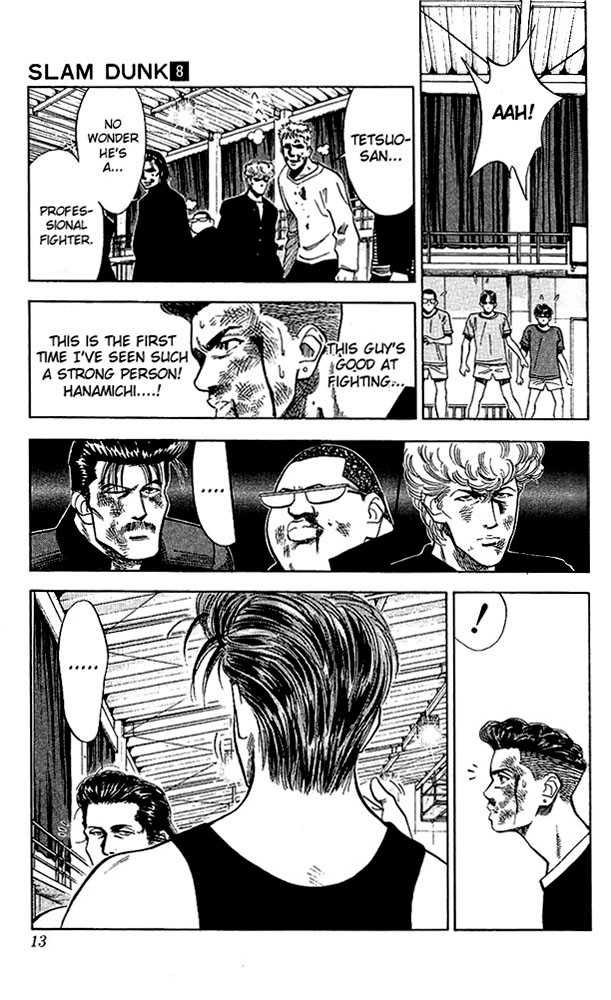 SLAM DUNK 8
AAH!
TETSUO-
SAN...
NO
WONDER
HE'S
A...
PROFES-
SIONAL
FIGHTER.
THIS GUY'S
GOOD AT
FIGHTING...
THIS IS THE FIRST
TIME I'VE SEEN SUCH
A STRONG PERSON!
HANAMICHI....!
....
!
.....
13